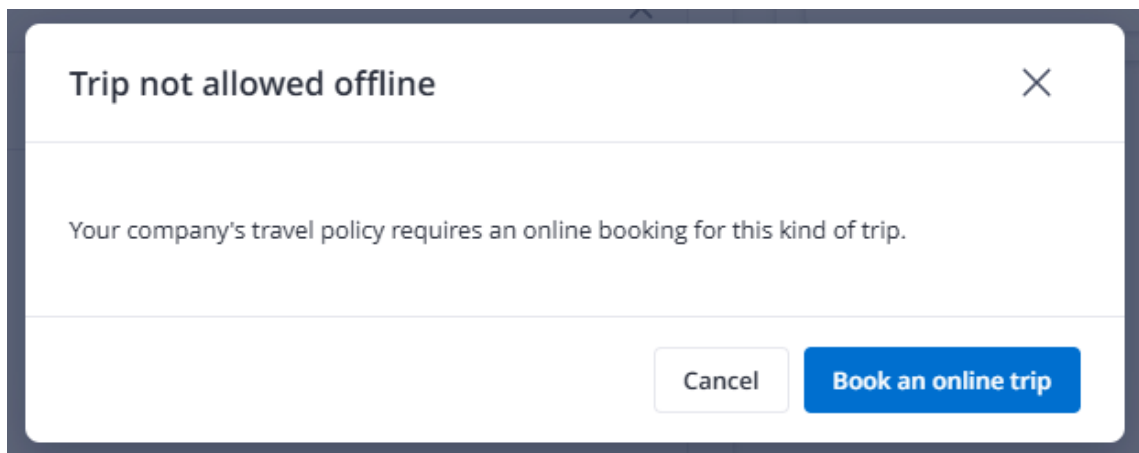 Trip not allowed offline
Your company's travel policy requires an online booking for this kind of trip.
Cancel
Book an online trip